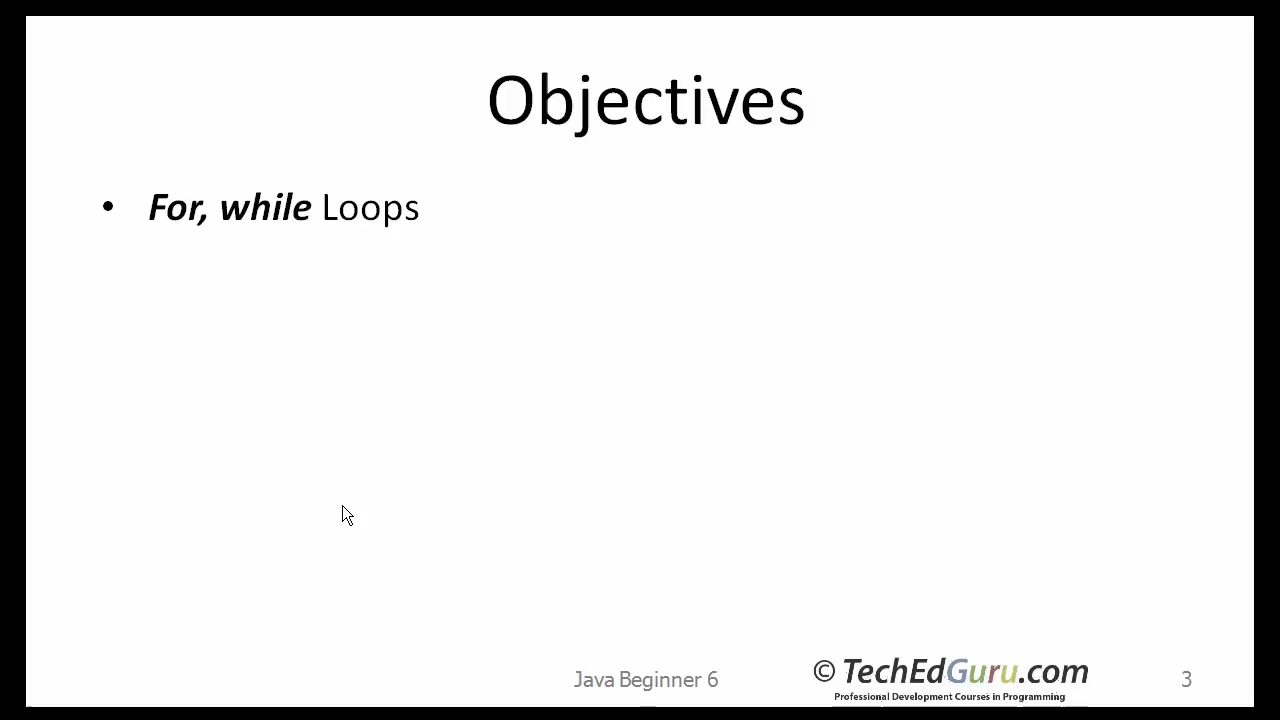 Objectives
• For, while Loops
Java Beginner 6
© TechEdGuru.com
Professional Development Courses in Programming
3